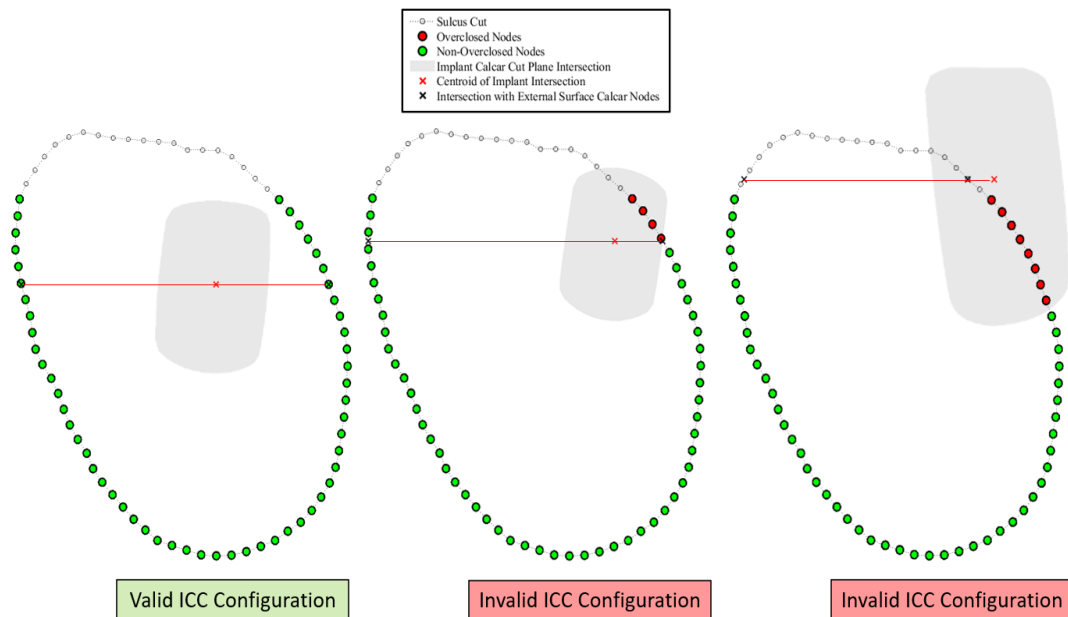 Sulcus Cut
Overclosed Nodes
Non-Overclosed Nodes
Implant Calcar Cut Plane Intersection
Centroid of Implant Intersection
Intersection with External Surface Calcar Nodes
Valid ICC Configuration
Invalid ICC Configuration
Invalid ICC Configuration